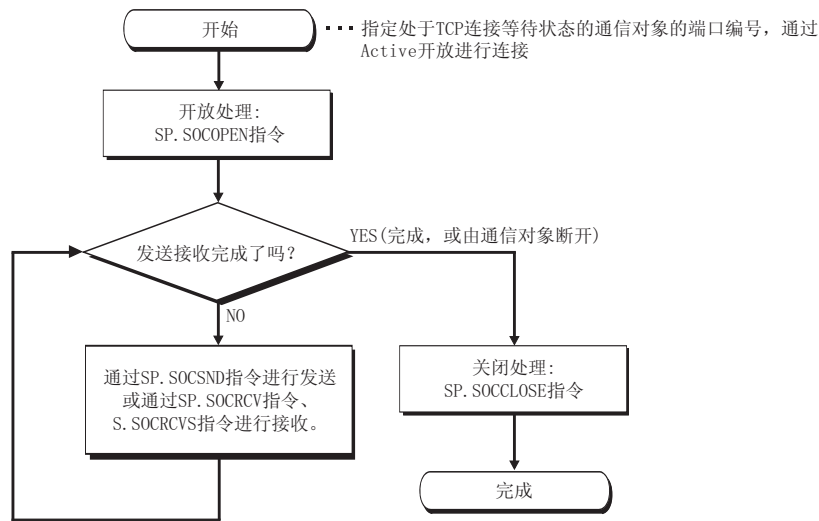 开始
･･･ 指定处于TCP连接等待状态的通信对象的端口编号，通过
Active开放进行连接
开放处理:
SP.SOCOPEN指令
发送接收完成了吗?
YES(完成，或由通信对象断开)
NO
通过SP.SOCSND指令进行发送
或通过SP.SOCRCV指令、
S.SOCRCVS指令进行接收。
关闭处理:
SP.SOCCLOSE指令
完成